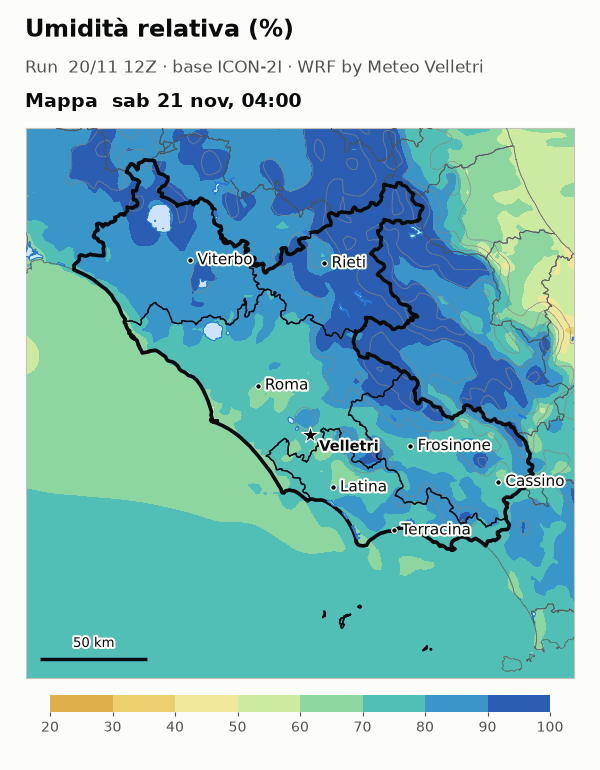 Umidità relativa (%)
Run  20/11 12Z · base ICON-2I · WRF by Meteo Velletri
Mappa  sab 21 nov, 04:00
Viterbo
Rieti
Roma
Velletri
Frosinone
Cassino
Latina
Terracina
50 km
20 30 40 50 60 70 80 90 100